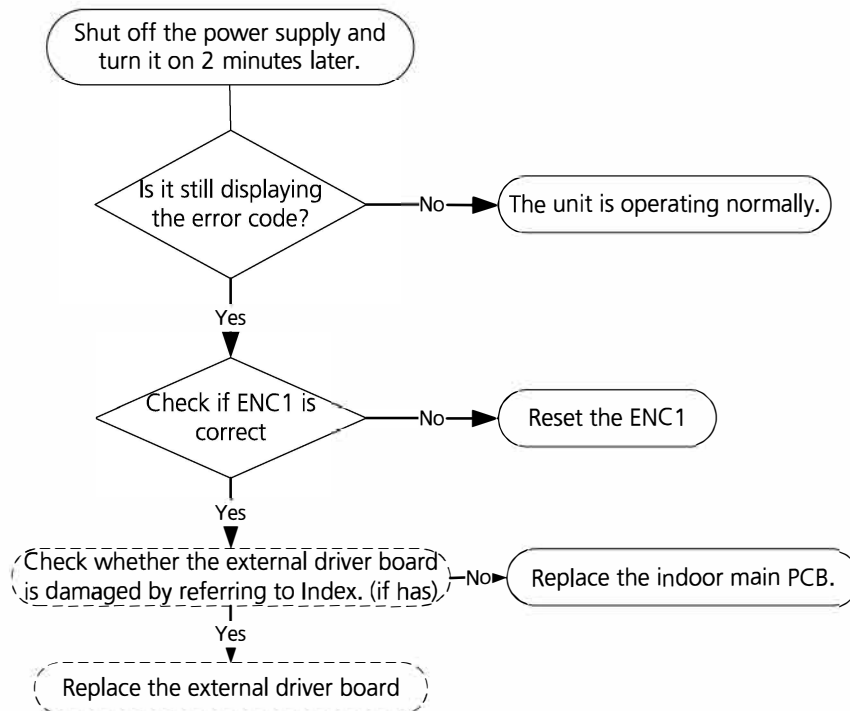 Shut off the power supply and
turn it on 2 minutes later.
Is it still displaying
the error code?
No
The unit is operating normally.
Yes
Check if ENC1 is
correct
No
Reset the ENC1
Yes
Check whether the external driver board
is damaged by referring to Index. (if has)
No
Replace the indoor main PCB.
Yes
Replace the external driver board